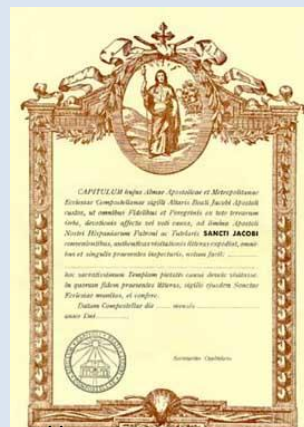 CAPITULUM hujus Almae Apostolicae et Metropolitanae
Ecclesiae Compostellanae sigilli Altaris Beati Jacobi Apostoli
custos, ut omnibus Fidelibus et Peregrinis ex toto terrarum
Orbe, devotionis affectu vel voti causa, ad limina Apostoli
Nostri Hispaniarum Patroni ac Tutelaris SANCTI JACOBI
convenientibus, authenticas visitationis litteras expediat, omni-
bus et singulis praesentes inspecturis, notum facit:
hoc sacratissimum Templum pietatis causa devote visitasse.
In quorum fidem praesentes litteras, sigillo ejusdem Sanctae
Ecclesiae munitas, ei confero.
Datum Compostellae die mensis
anno Dni